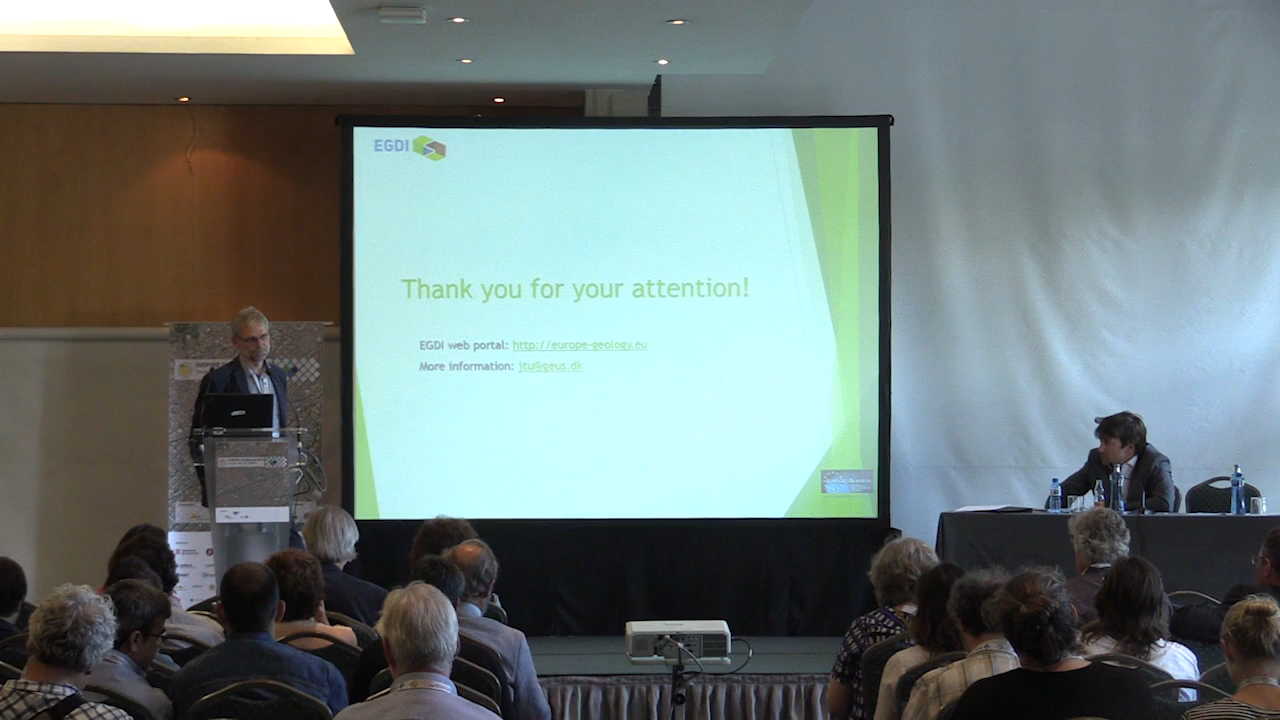 EGDI
Thank you for your attention!
EGDI web portal: http://europe-geology.eu
More information: jtu@geus.dk